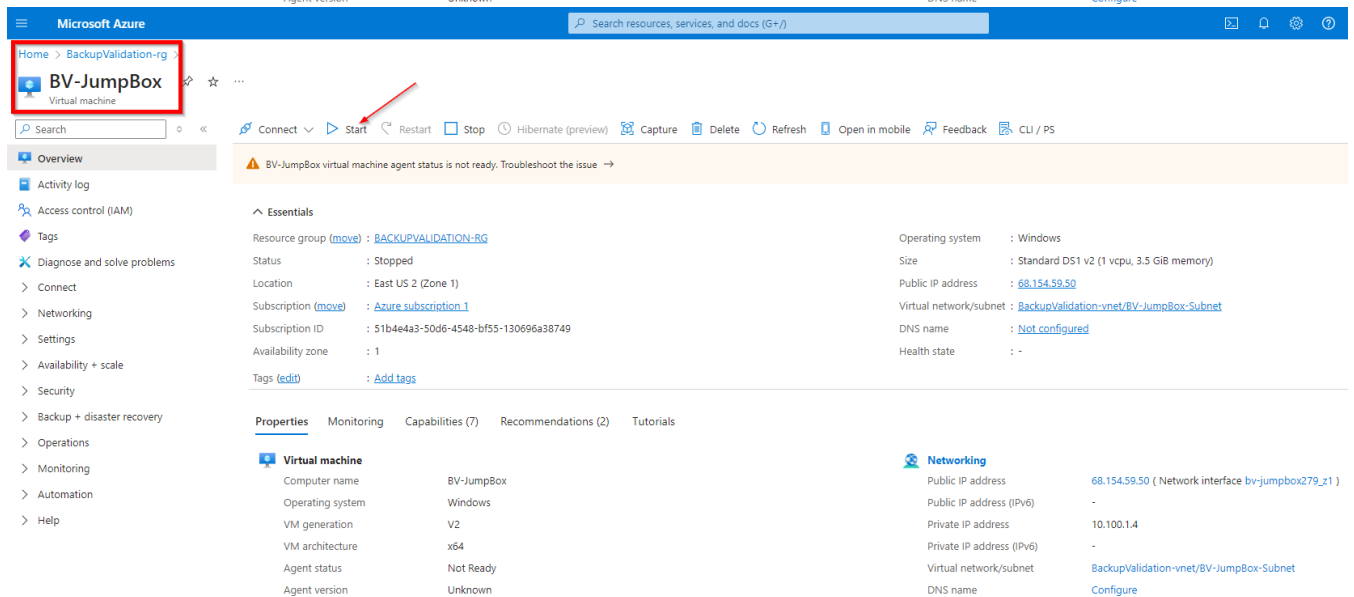 Agent version Unknown DNS name Configure
Microsoft Azure Search resources, services, and docs (G+/)
Home > BackupValidation-rg >
BV-JumpBox
Virtual machine
Search
Connect Start Restart Stop Hibernate (preview) Capture Delete Refresh Open in mobile Feedback CLI / PS
BV-JumpBox virtual machine agent status is not ready. Troubleshoot the issue →
Overview
Activity log
Access control (IAM)
Tags
Diagnose and solve problems
Connect
Networking
Settings
Availability + scale
Security
Backup + disaster recovery
Operations
Monitoring
Automation
Help
Essentials
Resource group (move) : BACKUPVALIDATION-RG
Status : Stopped
Location : East US 2 (Zone 1)
Subscription (move) : Azure subscription 1
Subscription ID : 51b4e4a3-50d6-4548-bf55-130696a38749
Availability zone : 1
Tags (edit) : Add tags
Operating system : Windows
Size : Standard DS1 v2 (1 vcpu, 3.5 GiB memory)
Public IP address : 68.154.59.50
Virtual network/subnet : BackupValidation-vnet/BV-JumpBox-Subnet
DNS name : Not configured
Health state : -
Properties Monitoring Capabilities (7) Recommendations (2) Tutorials
Virtual machine
Computer name BV-JumpBox
Operating system Windows
VM generation V2
VM architecture x64
Agent status Not Ready
Agent version Unknown
Networking
Public IP address 68.154.59.50 ( Network interface bv-jumpbox279_z1 )
Public IP address (IPv6) -
Private IP address 10.100.1.4
Private IP address (IPv6) -
Virtual network/subnet BackupValidation-vnet/BV-JumpBox-Subnet
DNS name Configure